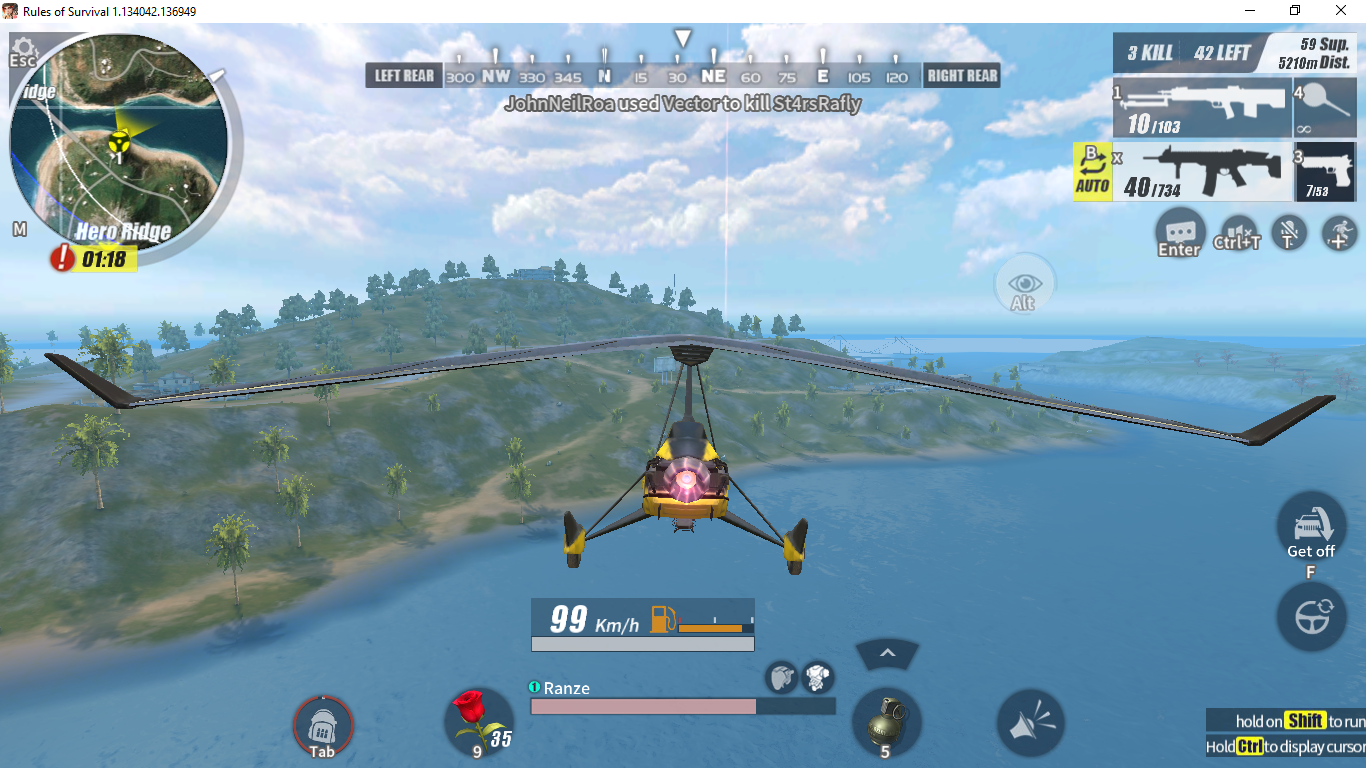 Rules of Survival 1.134042.136949
Esc
idge
1
Hero Ridge
M
! 01:18
LEFT REAR 300 NW 330 345 N 15 30 NE 60 75 E 105 120 RIGHT REAR
JohnNeilRoa used Vector to kill St4rsRafly
3 KILL 42 LEFT
59 Sup.
5210m Dist.
1 10/103
4 ∞
B AUTO
X 40/734
3 7/53
Enter
Ctrl+T
T
+
Alt
Get off
F
99 Km/h
1 Ranze
Tab
35
9
5
hold on Shift to run
Hold Ctrl to display cursor